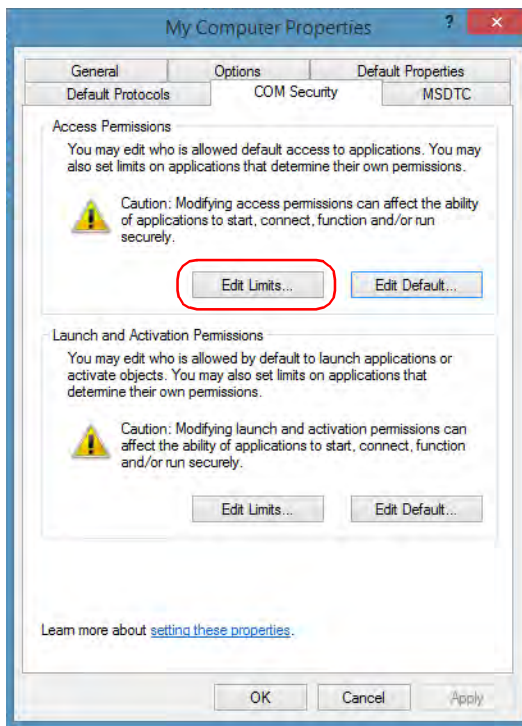 My Computer Properties
?
General Options Default Properties
Default Protocols COM Security MSDTC
Access Permissions
You may edit who is allowed default access to applications. You may
also set limits on applications that determine their own permissions.
Caution: Modifying access permissions can affect the ability
of applications to start, connect, function and/or run
securely.
Edit Limits... Edit Default...
Launch and Activation Permissions
You may edit who is allowed by default to launch applications or
activate objects. You may also set limits on applications that
determine their own permissions.
Caution: Modifying launch and activation permissions can
affect the ability of applications to start, connect, function
and/or run securely.
Edit Limits... Edit Default...
Learn more about setting these properties.
OK Cancel Apply